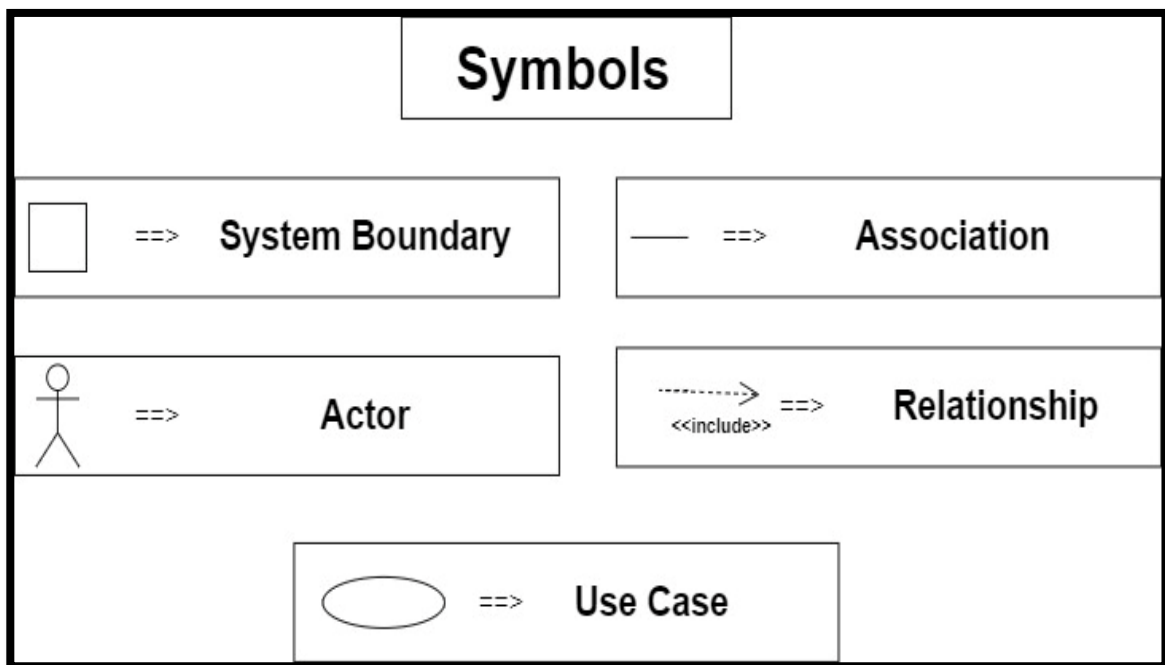 Symbols
==> System Boundary
==> Association
==> Actor
==> Relationship
<<include>>
==> Use Case